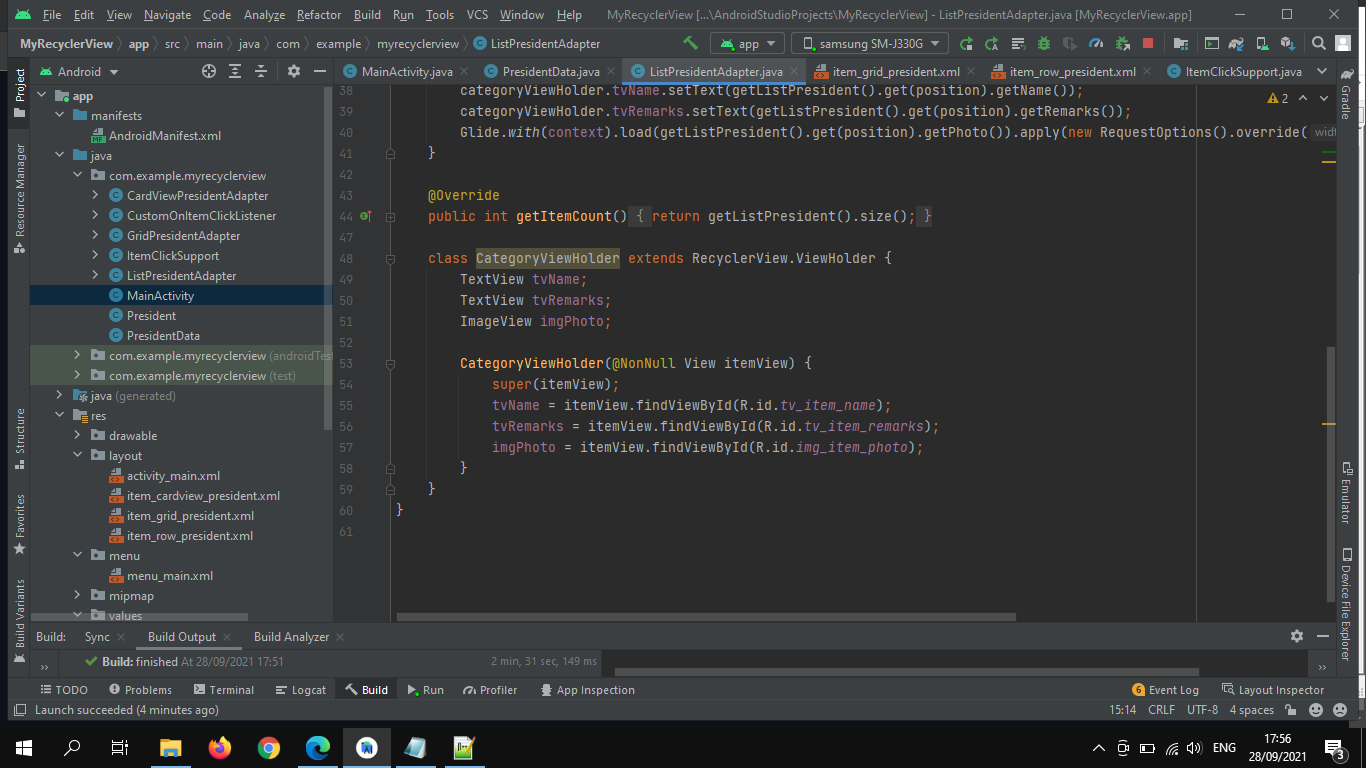 File Edit View Navigate Code Analyze Refactor Build Run Tools VCS Window Help MyRecyclerView [...\AndroidStudioProjects\MyRecyclerView] - ListPresidentAdapter.java [MyRecyclerView.app]
MyRecyclerView app src main java com example myrecyclerview ListPresidentAdapter app samsung SM-J330G
Android MainActivity.java PresidentData.java ListPresidentAdapter.java item_grid_president.xml item_row_president.xml ItemClickSupport.java
Project
Resource Manager
Structure
Favorites
Build Variants
app
manifests
AndroidManifest.xml
java
com.example.myrecyclerview
CardViewPresidentAdapter
CustomOnItemClickListener
GridPresidentAdapter
ItemClickSupport
ListPresidentAdapter
MainActivity
President
PresidentData
com.example.myrecyclerview (androidTest
com.example.myrecyclerview (test)
java (generated)
res
drawable
layout
activity_main.xml
item_cardview_president.xml
item_grid_president.xml
item_row_president.xml
menu
menu_main.xml
mipmap
values
38 categoryViewHolder.tvName.setText(getListPresident().get(position).getName());
39 categoryViewHolder.tvRemarks.setText(getListPresident().get(position).getRemarks());
40 Glide.with(context).load(getListPresident().get(position).getPhoto()).apply(new RequestOptions().override( widt
41 }
42
43 @Override
44 public int getItemCount() { return getListPresident().size(); }
47
48 class CategoryViewHolder extends RecyclerView.ViewHolder {
49 TextView tvName;
50 TextView tvRemarks;
51 ImageView imgPhoto;
52
53 CategoryViewHolder(@NonNull View itemView) {
54 super(itemView);
55 tvName = itemView.findViewById(R.id.tv_item_name);
56 tvRemarks = itemView.findViewById(R.id.tv_item_remarks);
57 imgPhoto = itemView.findViewById(R.id.img_item_photo);
58 }
59 }
60 }
61
2
Gradle
Emulator
Device File Explorer
Build: Sync Build Output Build Analyzer
Build: finished At 28/09/2021 17:51 2 min, 31 sec, 149 ms
TODO Problems Terminal Logcat Build Run Profiler App Inspection 6 Event Log Layout Inspector
Launch succeeded (4 minutes ago) 15:14 CRLF UTF-8 4 spaces
ENG 17:56
28/09/2021 3